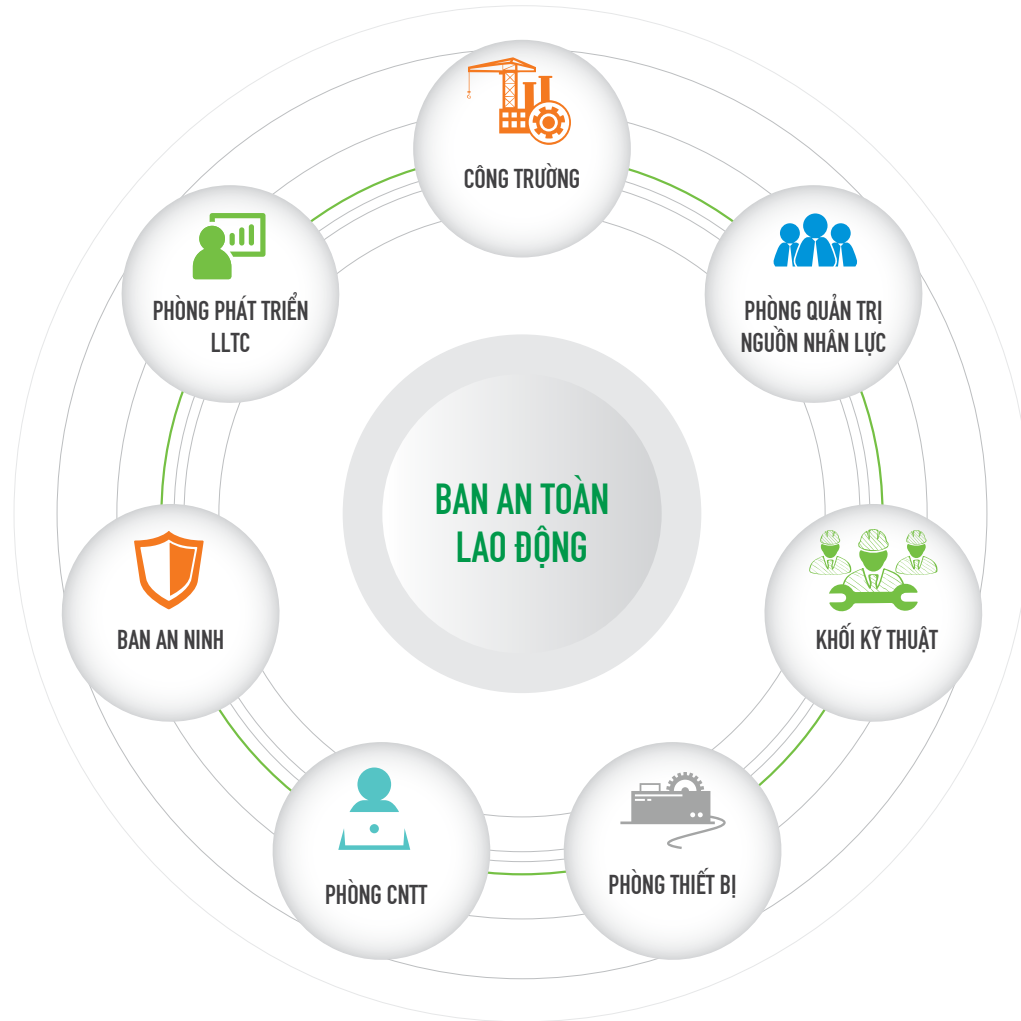 CÔNG TRƯỜNG
PHÒNG PHÁT TRIỂN
LLTC
PHÒNG QUẢN TRỊ
NGUỒN NHÂN LỰC
BAN AN TOÀN
LAO ĐỘNG
BAN AN NINH
KHỐI KỸ THUẬT
PHÒNG CNTT
PHÒNG THIẾT BỊ